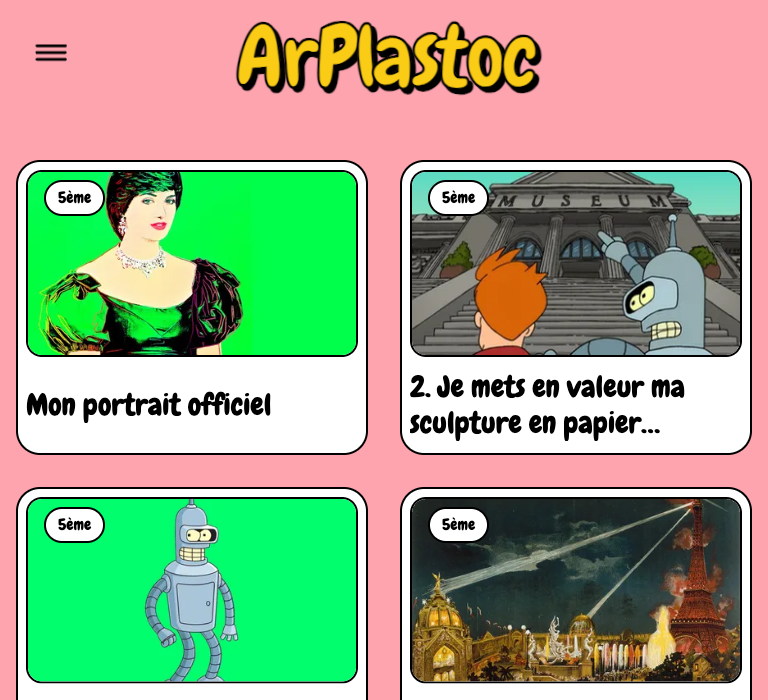 ArPlastoc
5ème
Mon portrait officiel
5ème
MUSEUM
2. Je mets en valeur ma
sculpture en papier...
5ème
5ème